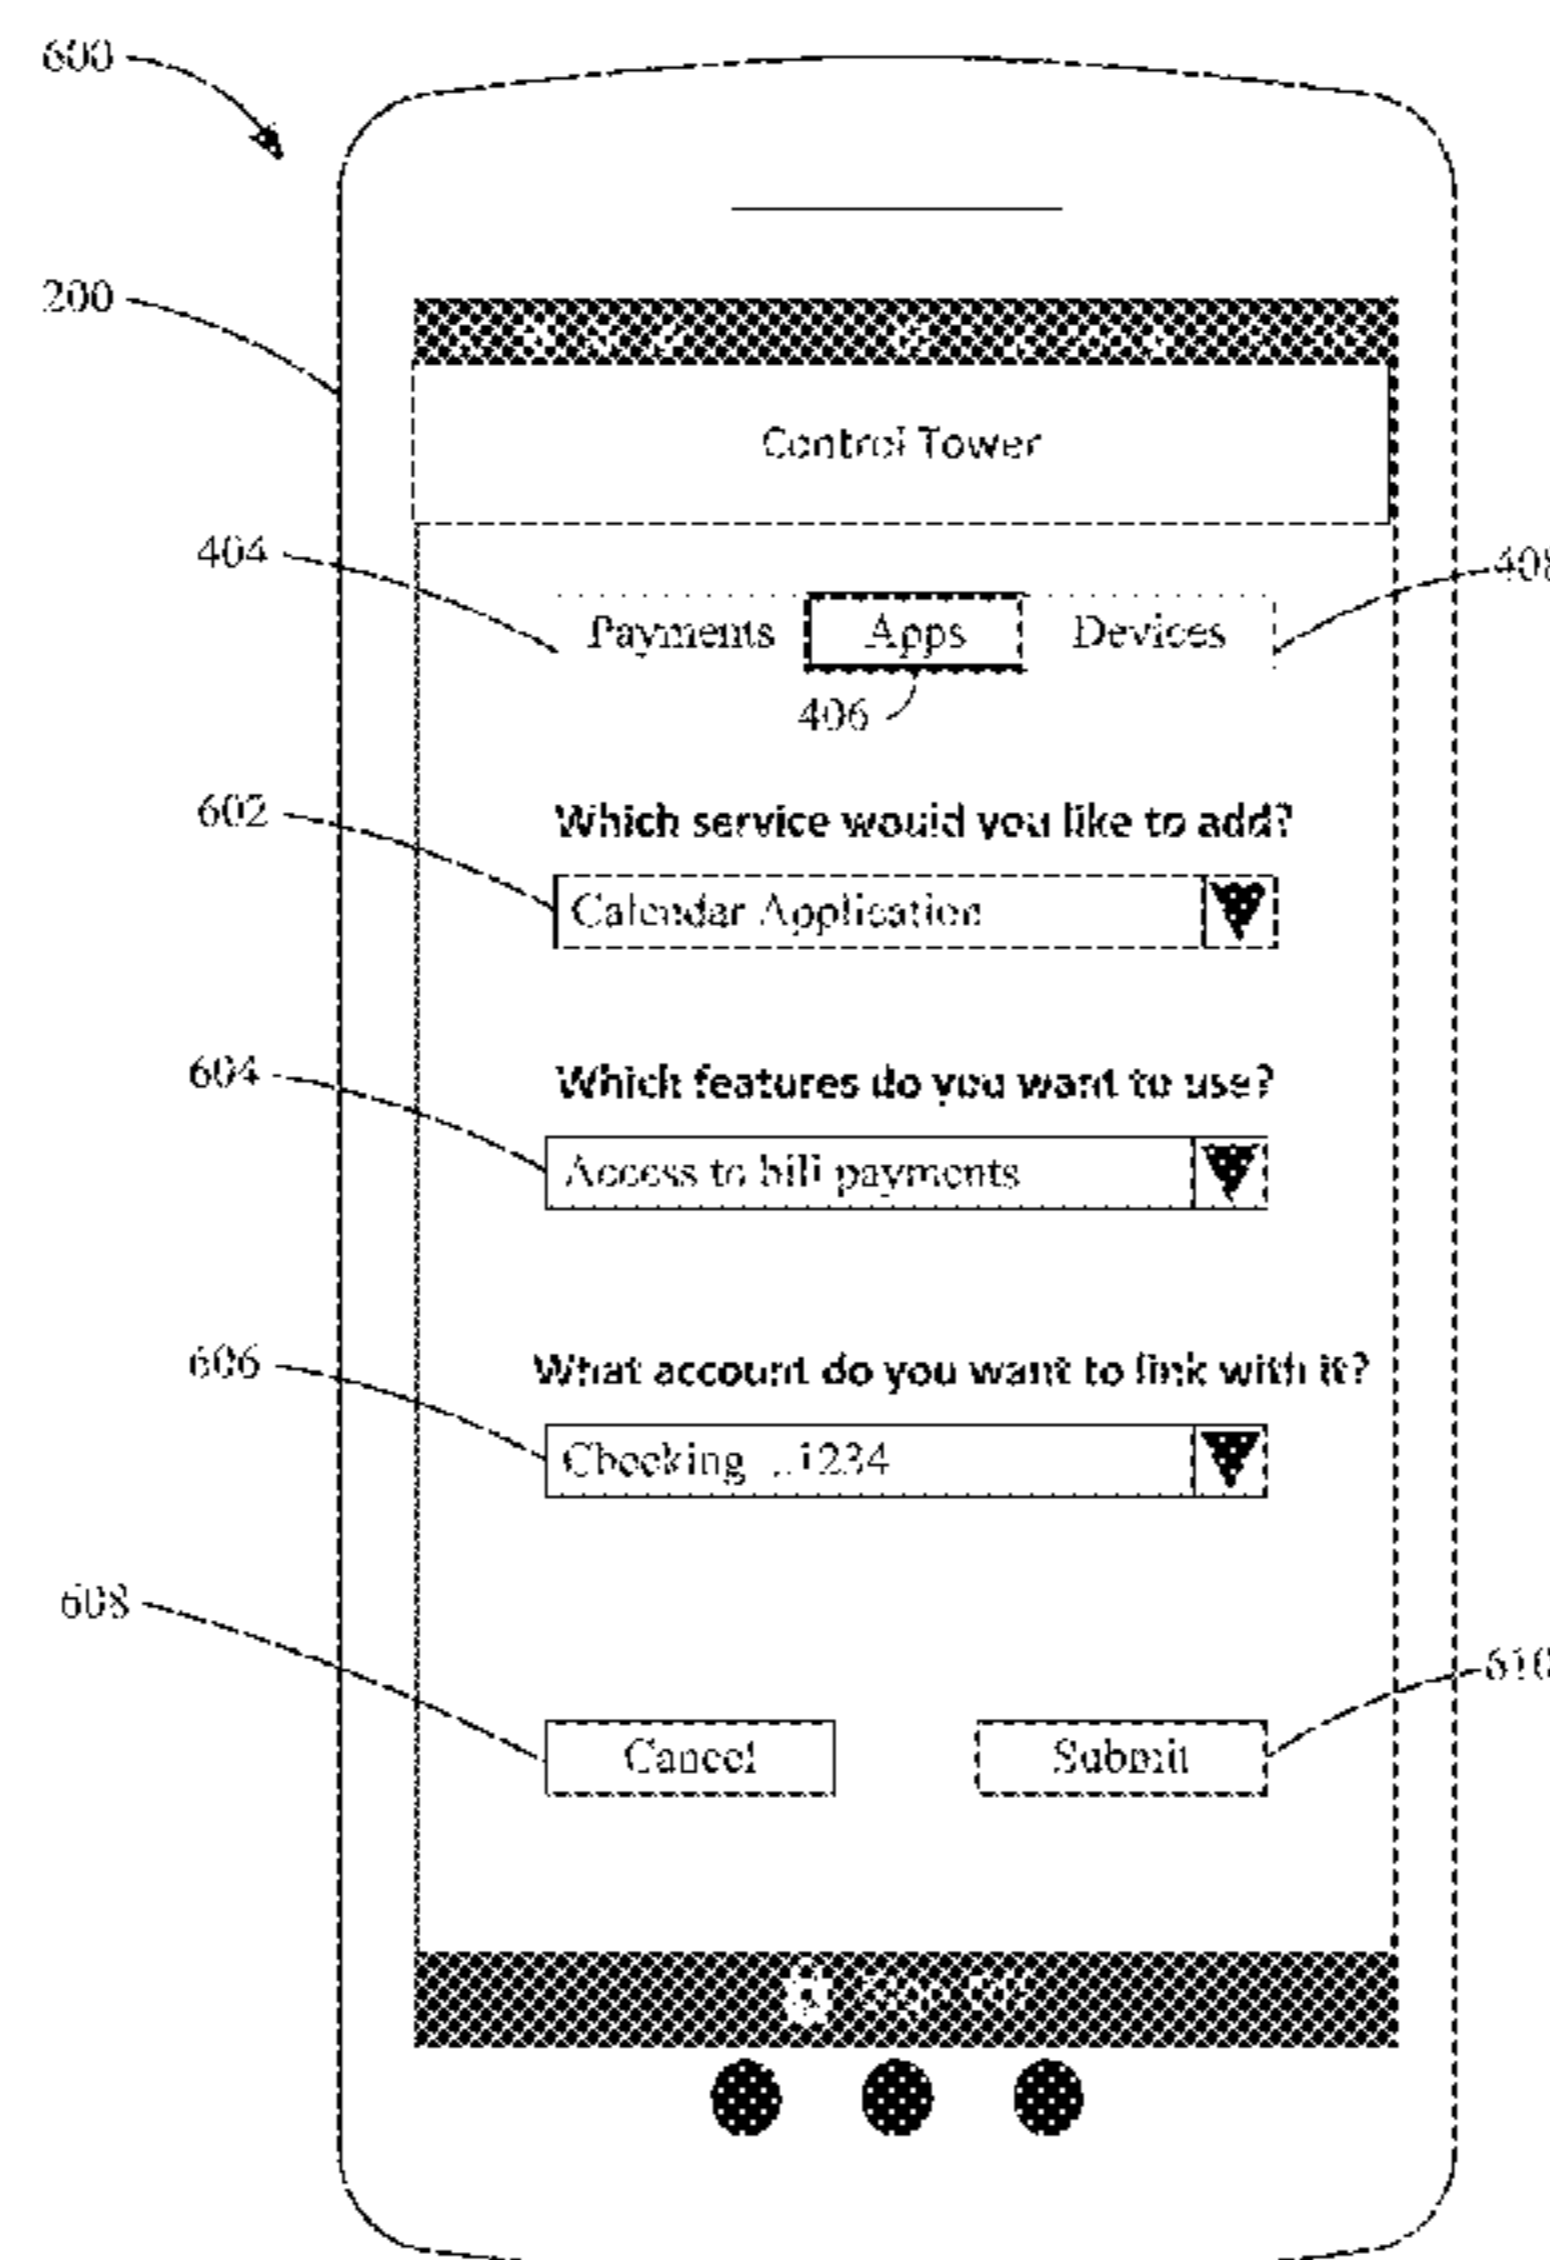 600
200
Control Tower
404
Payments Apps Devices
406
602
Which service would you like to add?
Calendar Application
604
Which features do you want to use?
Access to bill payments
606
What account do you want to link with it?
Checking ...1234
608
610
Cancel Submit